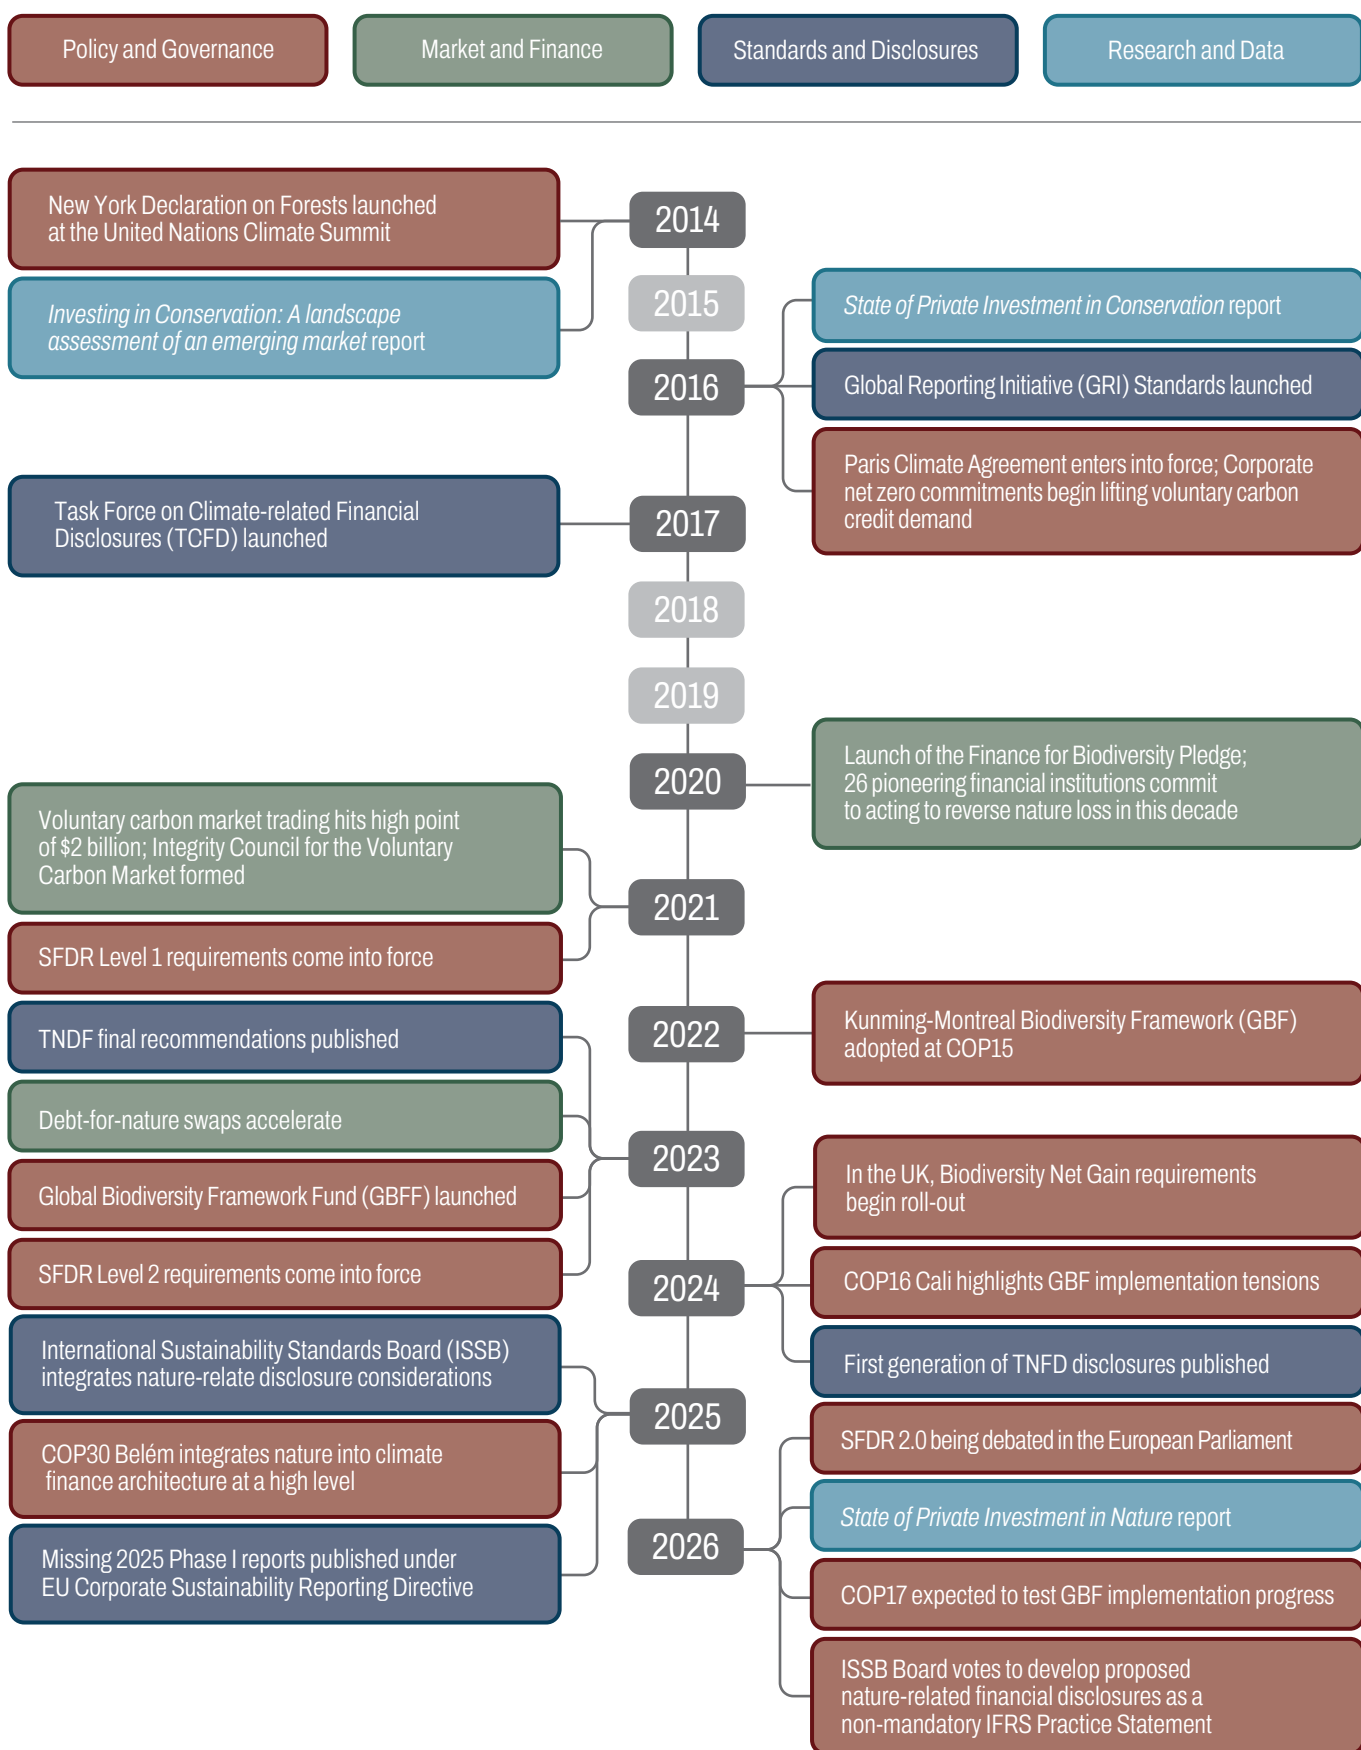 Policy and Governance
Market and Finance
Standards and Disclosures
Research and Data
New York Declaration on Forests launched
at the United Nations Climate Summit
2014
Investing in Conservation: A landscape
assessment of an emerging market report
2015
State of Private Investment in Conservation report
2016
Global Reporting Initiative (GRI) Standards launched
Paris Climate Agreement enters into force; Corporate
net zero commitments begin lifting voluntary carbon
credit demand
Task Force on Climate-related Financial
Disclosures (TCFD) launched
2017
2018
2019
2020
Launch of the Finance for Biodiversity Pledge;
26 pioneering financial institutions commit
to acting to reverse nature loss in this decade
Voluntary carbon market trading hits high point
of $2 billion; Integrity Council for the Voluntary
Carbon Market formed
2021
SFDR Level 1 requirements come into force
2022
Kunming-Montreal Biodiversity Framework (GBF)
adopted at COP15
TNDF final recommendations published
Debt-for-nature swaps accelerate
2023
Global Biodiversity Framework Fund (GBFF) launched
SFDR Level 2 requirements come into force
In the UK, Biodiversity Net Gain requirements
begin roll-out
2024
COP16 Cali highlights GBF implementation tensions
First generation of TNFD disclosures published
International Sustainability Standards Board (ISSB)
integrates nature-relate disclosure considerations
2025
COP30 Belém integrates nature into climate
finance architecture at a high level
Missing 2025 Phase I reports published under
EU Corporate Sustainability Reporting Directive
SFDR 2.0 being debated in the European Parliament
State of Private Investment in Nature report
2026
COP17 expected to test GBF implementation progress
ISSB Board votes to develop proposed
nature-related financial disclosures as a
non-mandatory IFRS Practice Statement